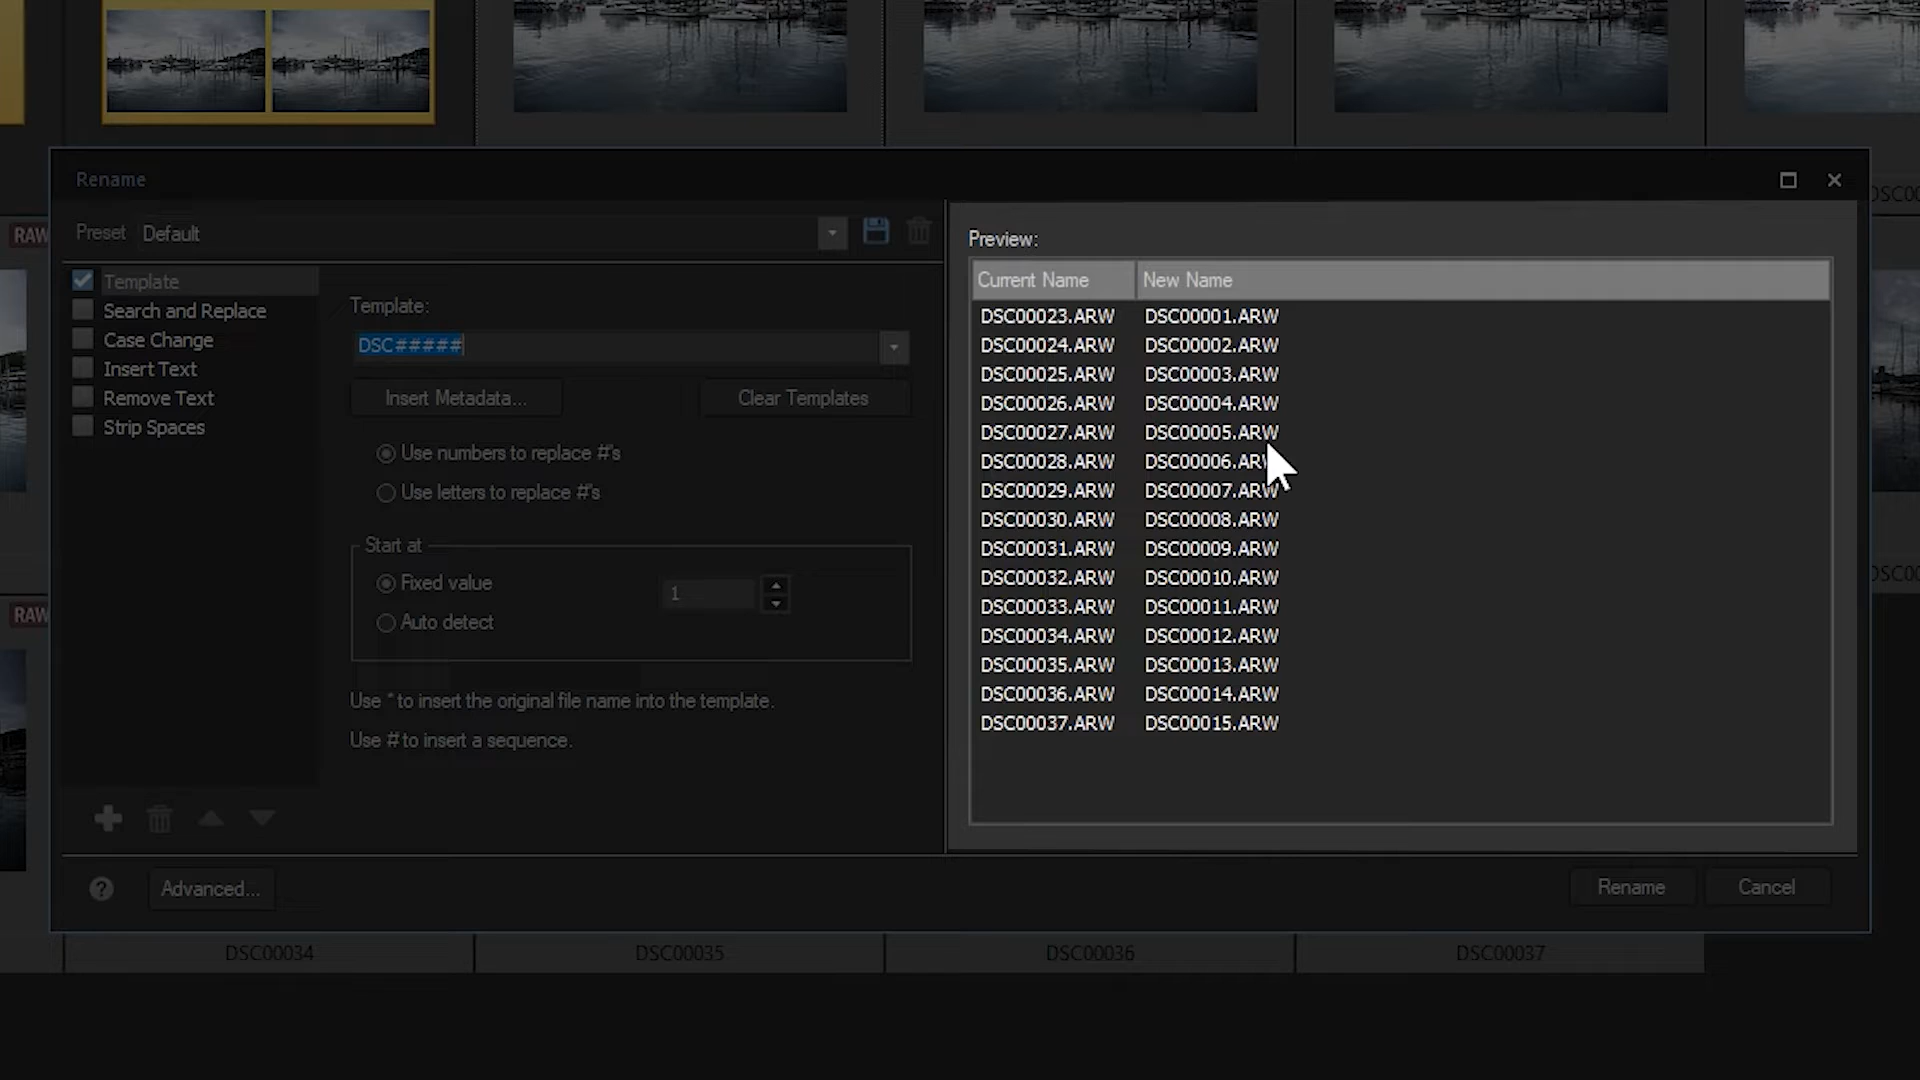 Rename
DSC0
RAW
Preset Default
Template
Search and Replace
Case Change
Insert Text
Remove Text
Strip Spaces
Template:
DSC#####
Insert Metadata...
Clear Templates
Use numbers to replace #'s
Use letters to replace #'s
Start at
Fixed value
1
Auto detect
Use * to insert the original file name into the template.
Use # to insert a sequence.
Preview:
Current Name New Name
DSC00023.ARW DSC00001.ARW
DSC00024.ARW DSC00002.ARW
DSC00025.ARW DSC00003.ARW
DSC00026.ARW DSC00004.ARW
DSC00027.ARW DSC00005.ARW
DSC00028.ARW DSC00006.ARW
DSC00029.ARW DSC00007.ARW
DSC00030.ARW DSC00008.ARW
DSC00031.ARW DSC00009.ARW
DSC00032.ARW DSC00010.ARW
DSC00033.ARW DSC00011.ARW
DSC00034.ARW DSC00012.ARW
DSC00035.ARW DSC00013.ARW
DSC00036.ARW DSC00014.ARW
DSC00037.ARW DSC00015.ARW
DSC0
RAW
?
Advanced...
Rename
Cancel
DSC00034
DSC00035
DSC00036
DSC00037